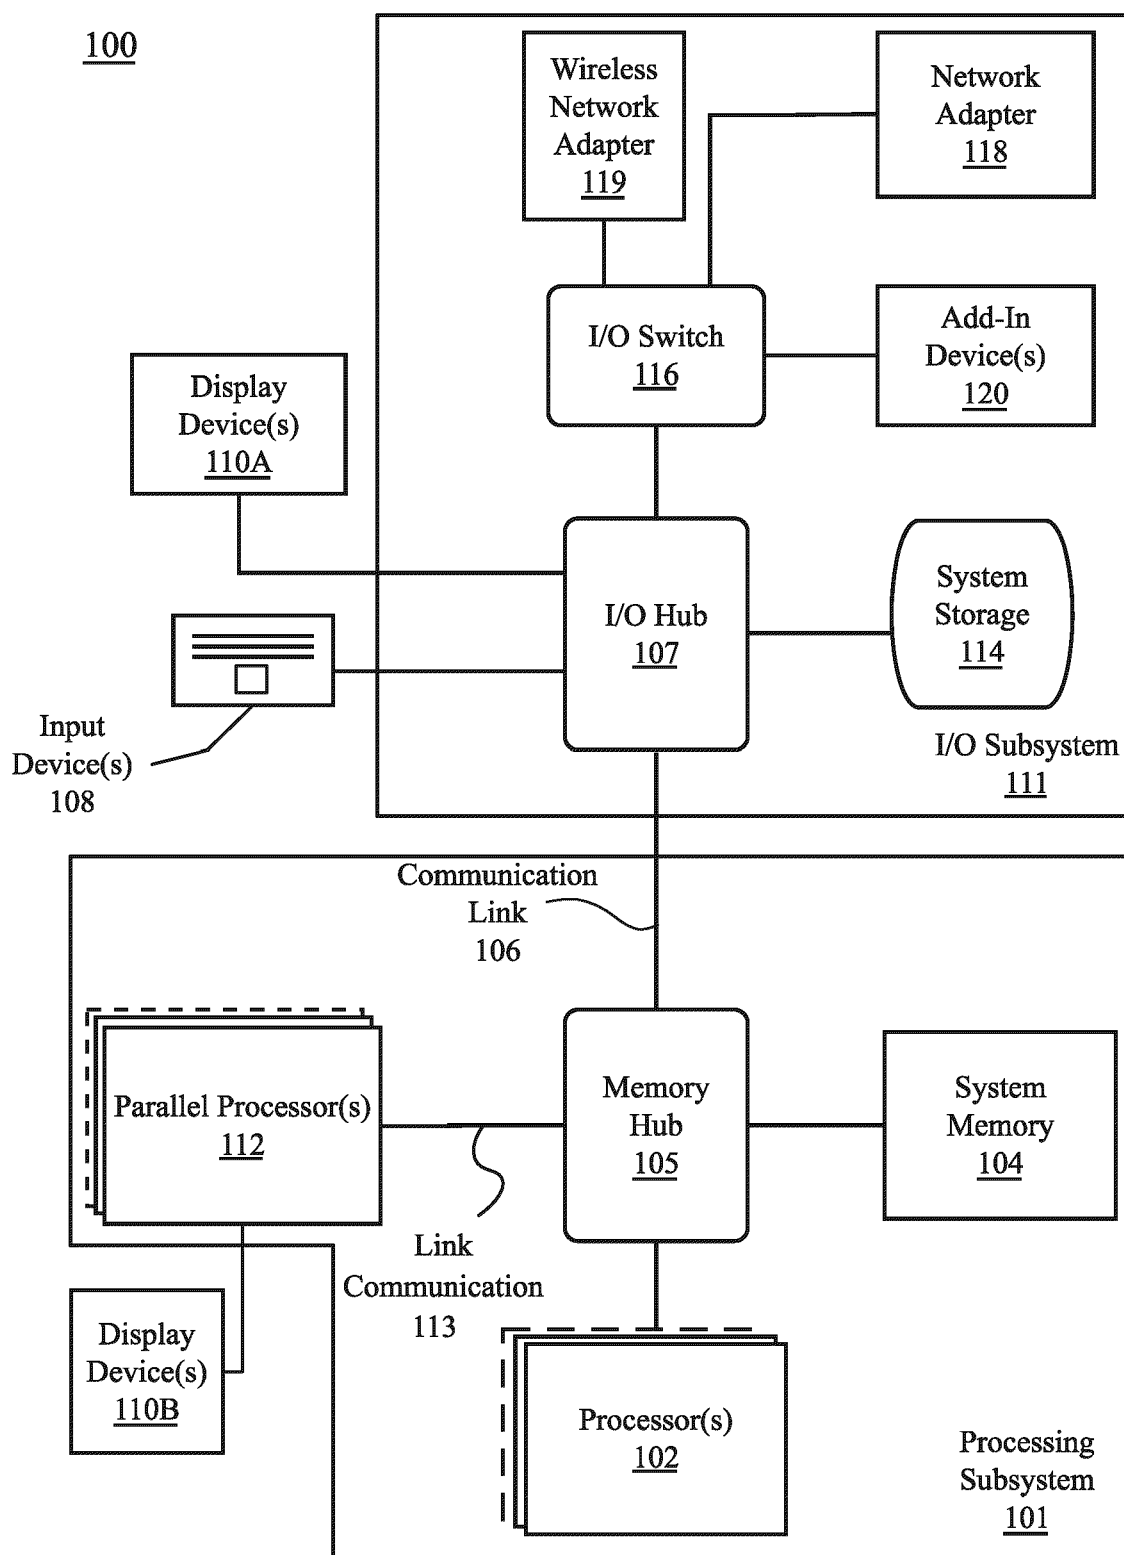 100
Wireless
Network
Adapter
119
Network
Adapter
118
I/O Switch
116
Add-In
Device(s)
120
Display
Device(s)
110A
I/O Hub
107
System
Storage
114
Input
Device(s)
108
I/O Subsystem
111
Communication
Link
106
Parallel Processor(s)
112
Memory
Hub
105
System
Memory
104
Link
Communication
113
Display
Device(s)
110B
Processor(s)
102
Processing
Subsystem
101